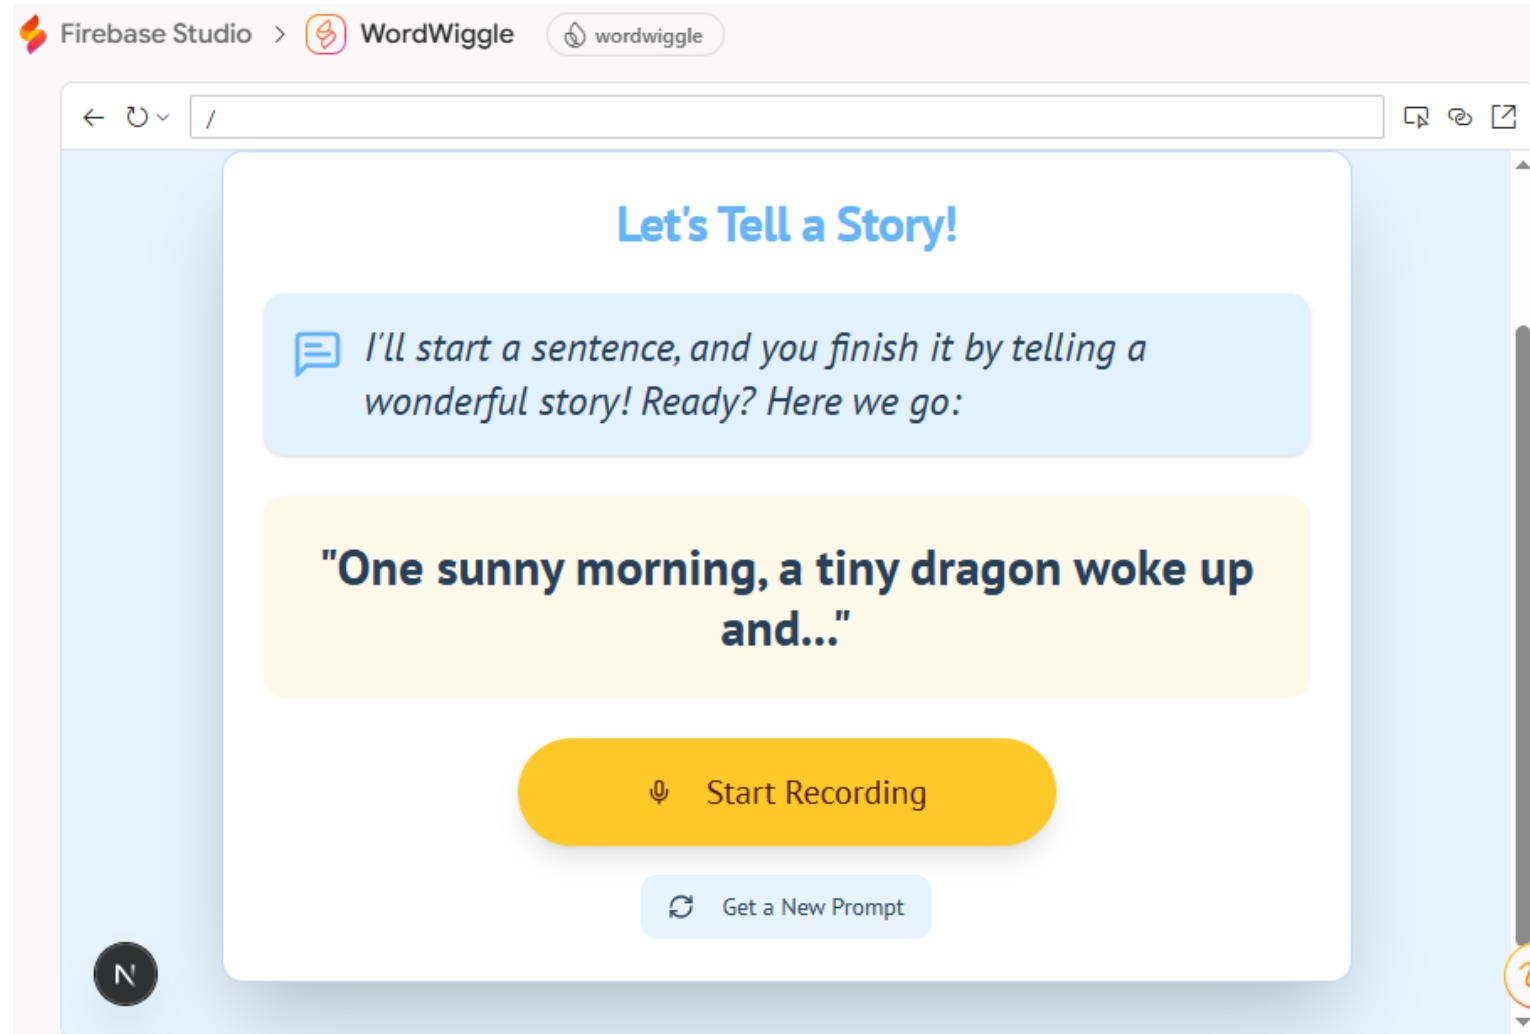 Firebase Studio > WordWiggle wordwiggle
/
Let's Tell a Story!
I'll start a sentence, and you finish it by telling a
wonderful story! Ready? Here we go:
"One sunny morning, a tiny dragon woke up
and..."
Start Recording
Get a New Prompt
N